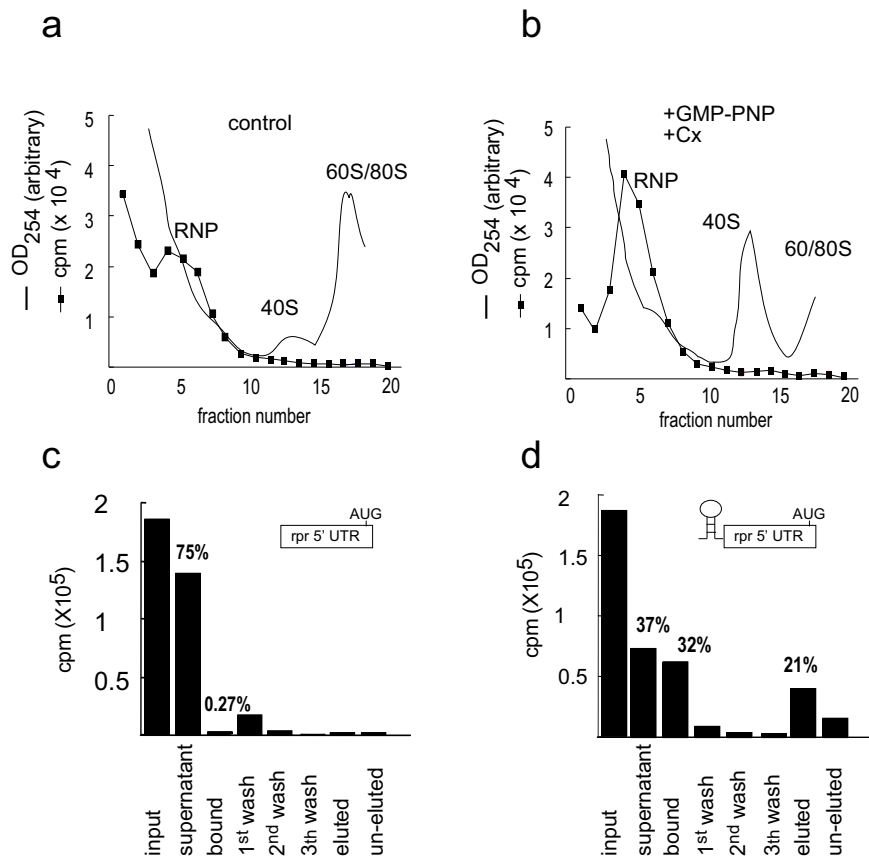 a
control
60S/80S
RNP
40S
— OD254 (arbitrary)
cpm (x 10 4)
5
4
3
2
1
0 5 10 15 20
fraction number
b
+GMP-PNP
+Cx
RNP
40S
60/80S
— OD254 (arbitrary)
cpm (x 10 4)
5
4
3
2
1
0 5 10 15 20
fraction number
c
AUG
rpr 5' UTR
75%
0.27%
cpm (X10⁵)
2
1.5
1
0.5
input
supernatant
bound
1st wash
2nd wash
3th wash
eluted
un-eluted
d
AUG
rpr 5' UTR
37%
32%
21%
cpm (X10⁵)
2
1.5
1
0.5
input
supernatant
bound
1st wash
2nd wash
3th wash
eluted
un-eluted